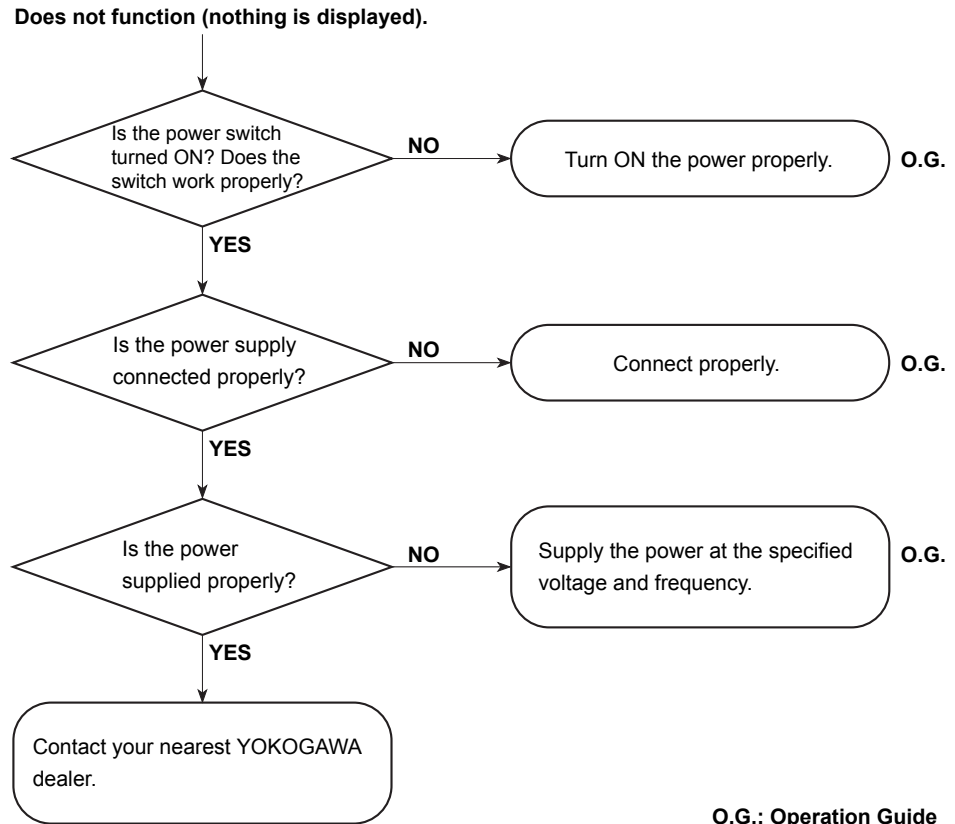 Does not function (nothing is displayed).
Is the power switch
turned ON? Does the
switch work properly?
NO
Turn ON the power properly.
O.G.
YES
Is the power supply
connected properly?
NO
Connect properly.
O.G.
YES
Is the power
supplied properly?
NO
Supply the power at the specified
voltage and frequency.
O.G.
YES
Contact your nearest YOKOGAWA
dealer.
O.G.: Operation Guide